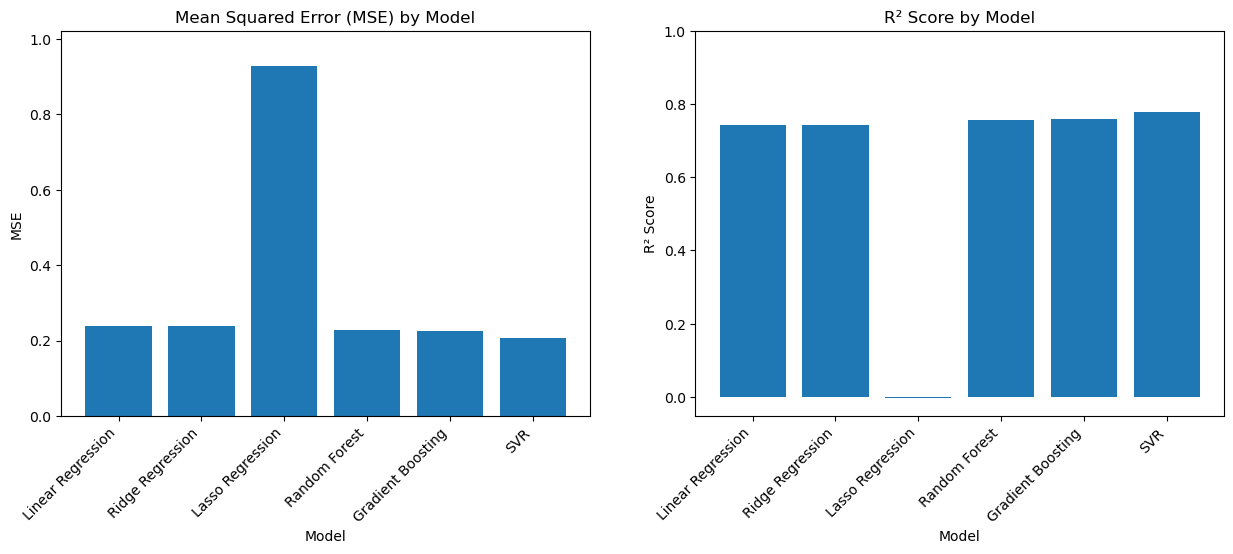 Mean Squared Error (MSE) by Model
1.0
0.8
0.6
0.4
0.2
0.0
MSE
Linear Regression
Ridge Regression
Lasso Regression
Random Forest
Gradient Boosting
SVR
Model
R² Score by Model
1.0
0.8
0.6
0.4
0.2
0.0
R² Score
Linear Regression
Ridge Regression
Lasso Regression
Random Forest
Gradient Boosting
SVR
Model